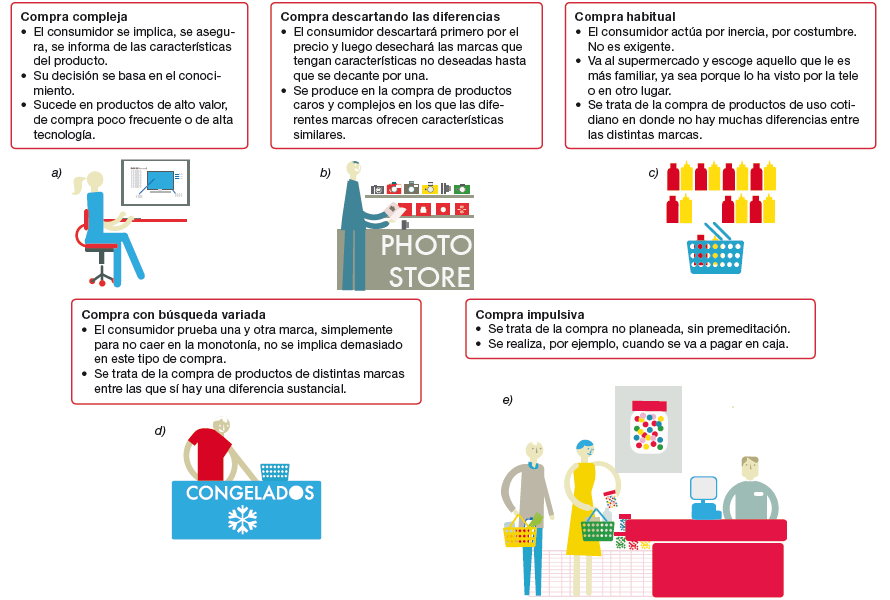 Compra compleja
• El consumidor se implica, se asegu-
ra, se informa de las características
del producto.
• Su decisión se basa en el conoci-
miento.
• Sucede en productos de alto valor,
de compra poco frecuente o de alta
tecnología.
Compra descartando las diferencias
• El consumidor descartará primero por el
precio y luego desechará las marcas que
tengan características no deseadas hasta
que se decante por una.
• Se produce en la compra de productos
caros y complejos en los que las dife-
rentes marcas ofrecen características
similares.
Compra habitual
• El consumidor actúa por inercia, por costumbre.
No es exigente.
• Va al supermercado y escoge aquello que le es
más familiar, ya sea porque lo ha visto por la tele
o en otro lugar.
• Se trata de la compra de productos de uso coti-
diano en donde no hay muchas diferencias entre
las distintas marcas.
a)
b)
c)
PHOTO
STORE
Compra con búsqueda variada
• El consumidor prueba una y otra marca, simplemente
para no caer en la monotonía, no se implica demasiado
en este tipo de compra.
• Se trata de la compra de productos de distintas marcas
entre las que sí hay una diferencia sustancial.
Compra impulsiva
• Se trata de la compra no planeada, sin premeditación.
• Se realiza, por ejemplo, cuando se va a pagar en caja.
d)
e)
CONGELADOS